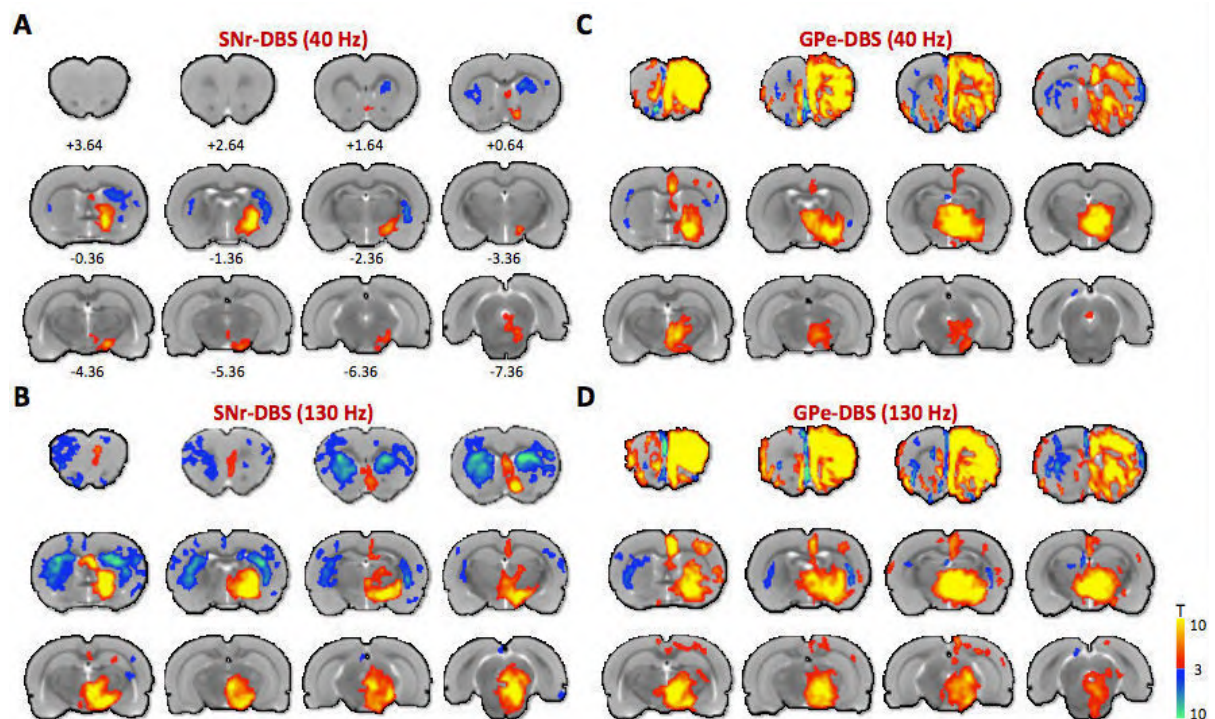 A
SNr-DBS (40 Hz)
+3.64 +2.64 +1.64 +0.64
-0.36 -1.36 -2.36 -3.36
-4.36 -5.36 -6.36 -7.36
B
SNr-DBS (130 Hz)
C
GPe-DBS (40 Hz)
D
GPe-DBS (130 Hz)
T
10
3
10